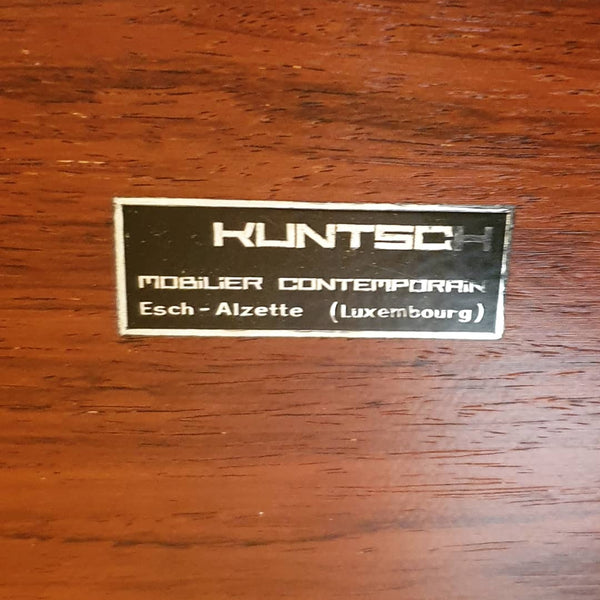 KUNTSCH
MOBILIER CONTEMPORAIN
Esch - Alzette (Luxembourg)